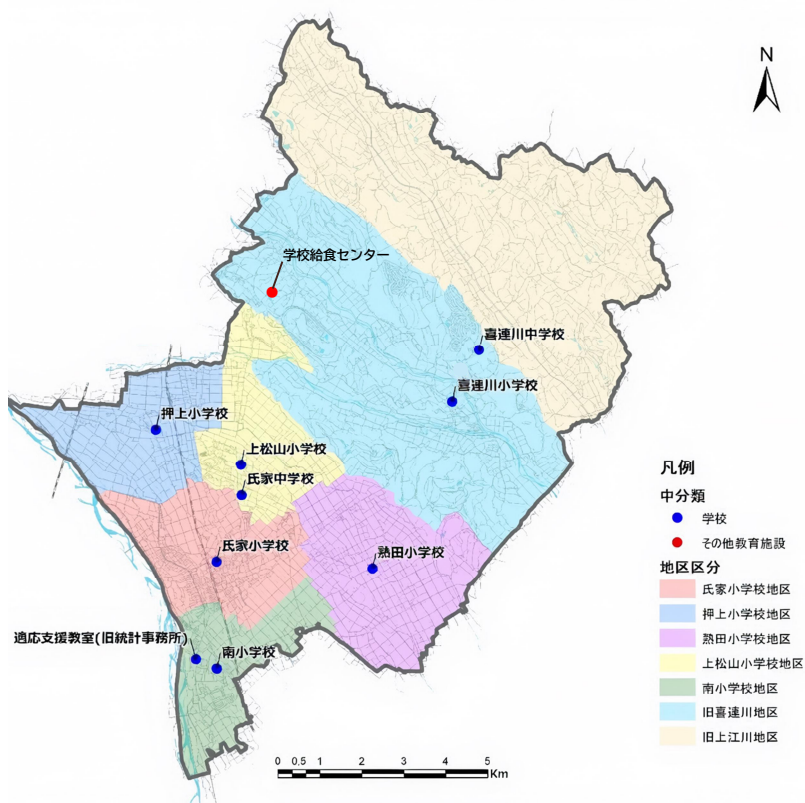 N
学校給食センター
喜連川中学校
喜連川小学校
押上小学校
上松山小学校
氏家中学校
氏家小学校
熟田小学校
適応支援教室(旧統計事務所)
南小学校
凡例
中分類
学校
その他教育施設
地区区分
氏家小学校地区
押上小学校地区
熟田小学校地区
上松山小学校地区
南小学校地区
旧喜連川地区
旧上江川地区
0 0.5 1 2 3 4 5
Km